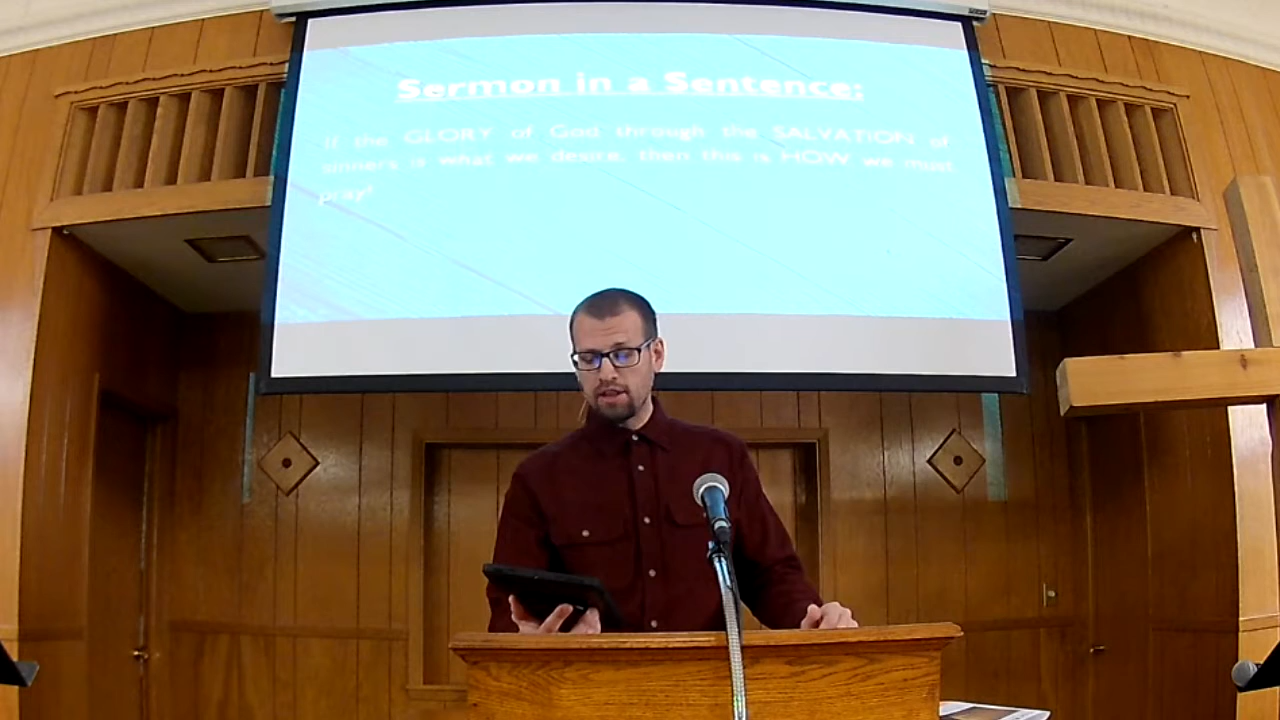 Sermon in a Sentence:
If the GLORY of God through the SALVATION of
sinners is what we desire, then this is HOW we must
pray!